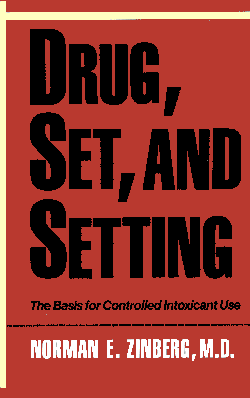 DRUG,
SET, AND
SETTING
The Basis for Controlled Intoxicant Use
NORMAN E. ZINBERG, M.D.